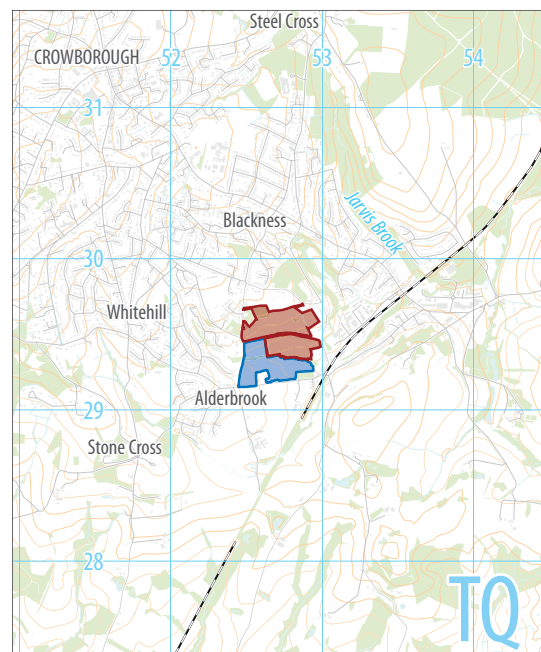 Steel Cross
CROWBOROUGH
52
53
54
31
Jarvis Brook
Blackness
30
Whitehill
Alderbrook
29
Stone Cross
28
TQ